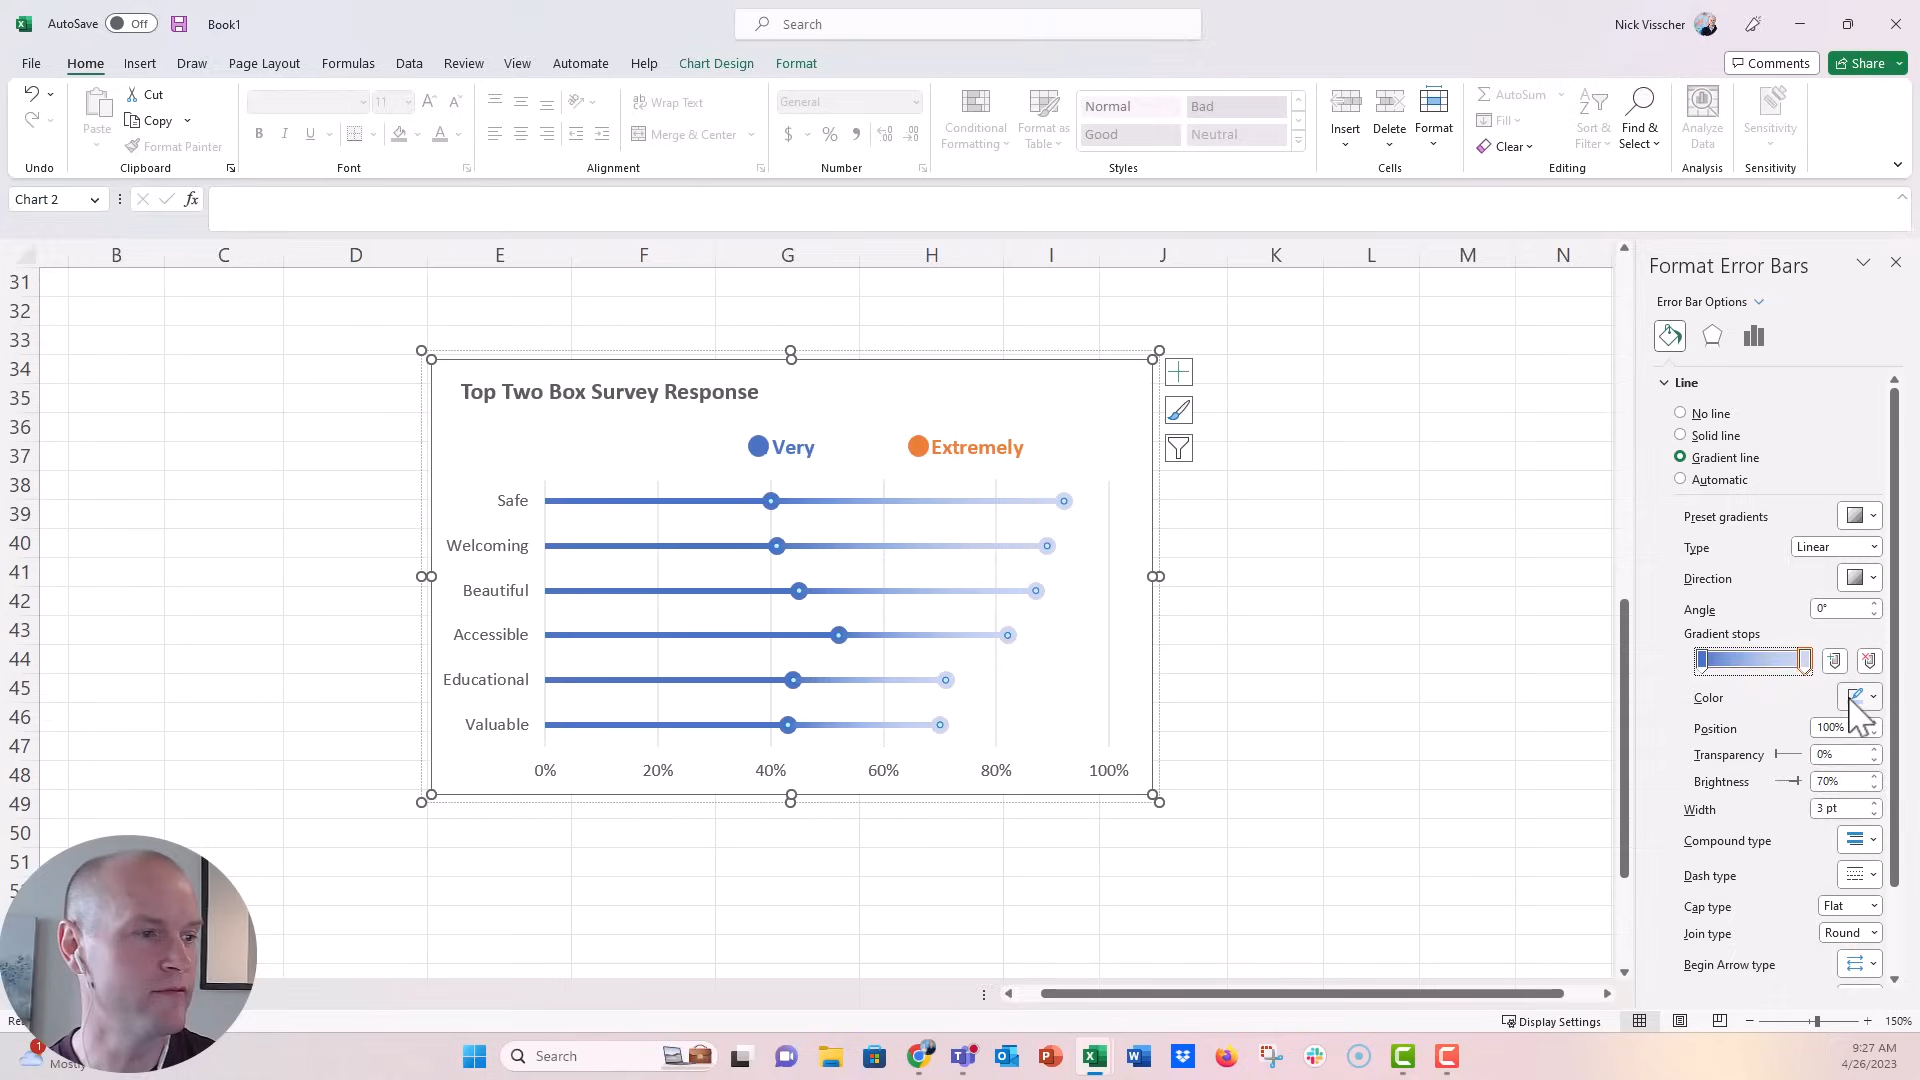 AutoSave Off Book1 Search Nick Visscher
File Home Insert Draw Page Layout Formulas Data Review View Automate Help Chart Design Format Comments Share
Cut
Copy
Format Painter
Paste
11
Wrap Text
Merge & Center
General
$ % ,
Conditional Formatting
Format as Table
Normal Bad
Good Neutral
Insert Delete Format
AutoSum
Fill
Clear
Sort & Filter
Find & Select
Analyze Data
Sensitivity
Undo Clipboard Font Alignment Number Styles Cells Editing Analysis Sensitivity
Chart 2 fx
B C D E F G H I J K L M N
31
32
33
34
35
36
37
38
39
40
41
42
43
44
45
46
47
48
49
50
51
Top Two Box Survey Response
Very Extremely
Safe
Welcoming
Beautiful
Accessible
Educational
Valuable
0% 20% 40% 60% 80% 100%
Format Error Bars
Error Bar Options
Line
No line
Solid line
Gradient line
Automatic
Preset gradients
Type Linear
Direction
Angle 0°
Gradient stops
Color
Position 100%
Transparency 0%
Brightness 70%
Width 3 pt
Compound type
Dash type
Cap type Flat
Join type Round
Begin Arrow type
Display Settings 150%
1
Search
9:27 AM
4/26/2023